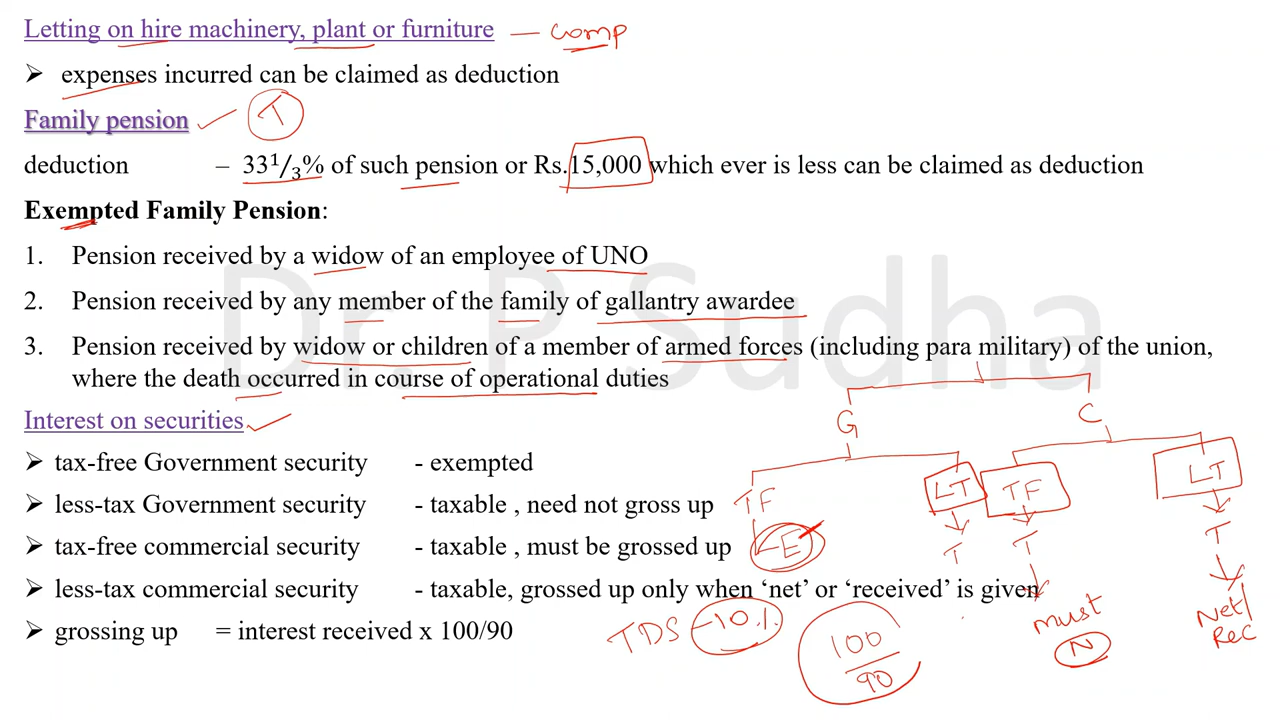 Letting on hire machinery, plant or furniture — comp
➤ expenses incurred can be claimed as deduction
Family pension T
deduction – 33 1/3% of such pension or Rs.15,000 which ever is less can be claimed as deduction
Exempted Family Pension:
1. Pension received by a widow of an employee of UNO
2. Pension received by any member of the family of gallantry awardee
3. Pension received by widow or children of a member of armed forces (including para military) of the union,
where the death occurred in course of operational duties
Interest on securities
G C
➤ tax-free Government security - exempted
TF LT TF LT
➤ less-tax Government security - taxable , need not gross up
➤ tax-free commercial security - taxable , must be grossed up
E T T T
➤ less-tax commercial security - taxable, grossed up only when ‘net’ or ‘received’ is given
must Net/
N Rec
➤ grossing up = interest received x 100/90
TDS – 10%
100
90
Dr P Sudha